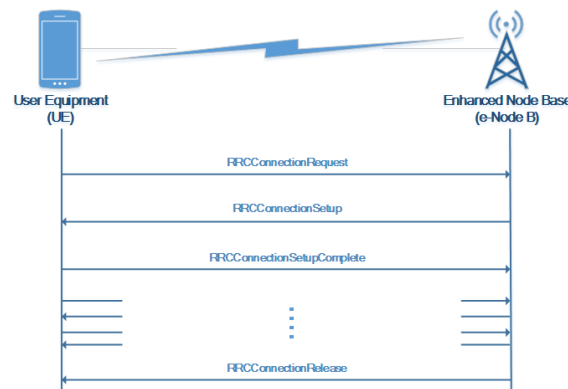 User Equipment
(UE)
Enhanced Node Base
(e-Node B)
RRCConnectionRequest
RRCConnectionSetup
RRCConnectionSetupComplete
RRCConnectionRelease